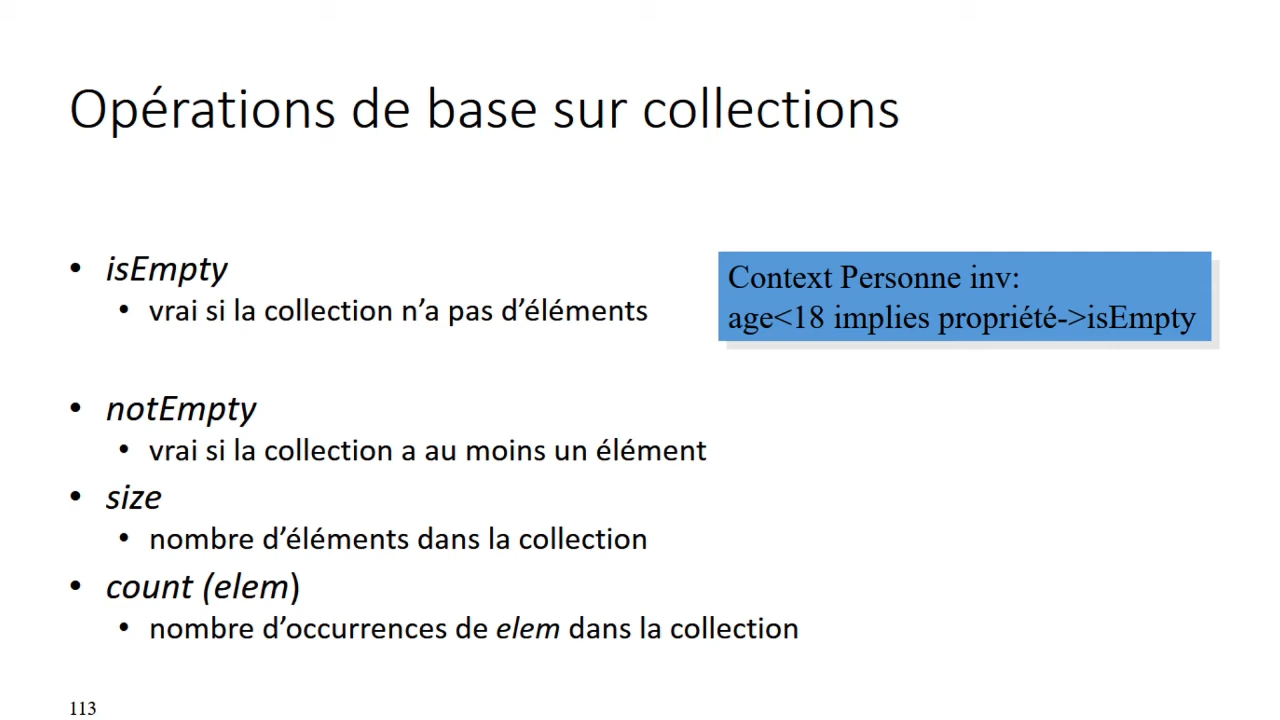 Opérations de base sur collections
• isEmpty
• vrai si la collection n’a pas d’éléments
Context Personne inv:
age<18 implies propriété->isEmpty
• notEmpty
• vrai si la collection a au moins un élément
• size
• nombre d’éléments dans la collection
• count (elem)
• nombre d’occurrences de elem dans la collection
113